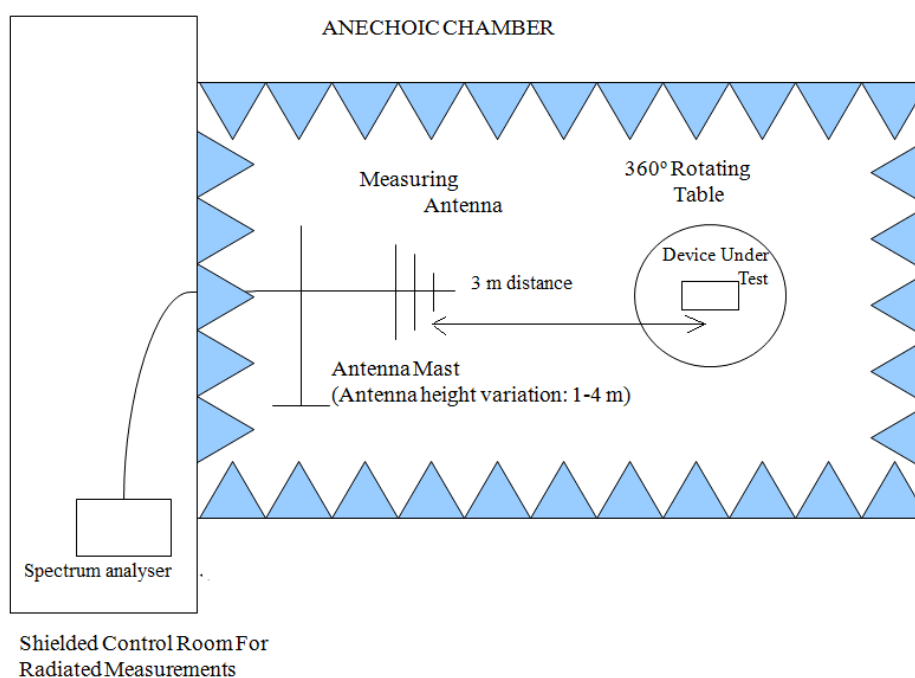 ANECHOIC CHAMBER
360º Rotating
Table
Measuring
Antenna
Device Under
Test
3 m distance
Antenna Mast
(Antenna height variation: 1-4 m)
Spectrum analyser
Shielded Control Room For
Radiated Measurements